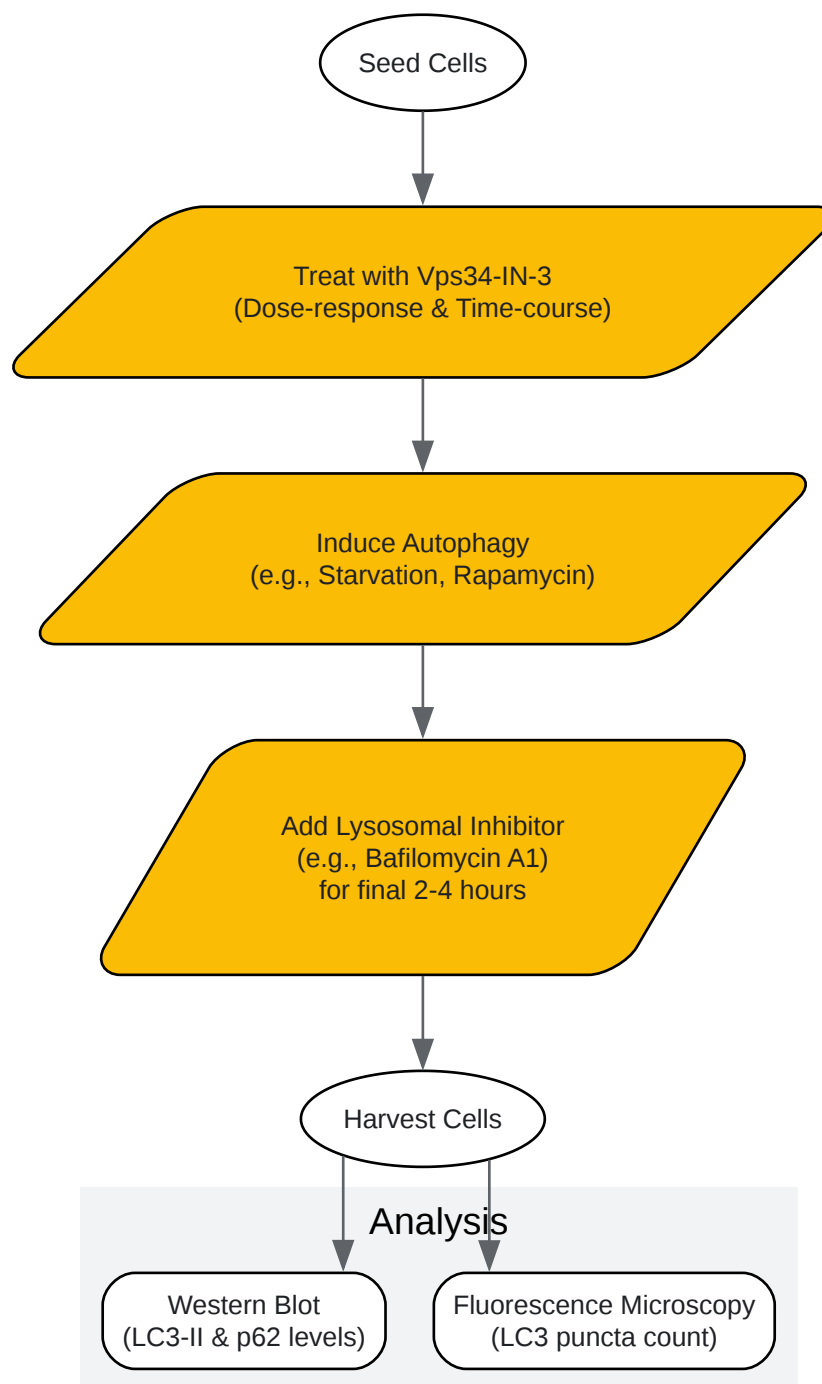 Seed Cells
Treat with Vps34-IN-3
(Dose-response & Time-course)
Induce Autophagy
(e.g., Starvation, Rapamycin)
Add Lysosomal Inhibitor
(e.g., Bafilomycin A1)
for final 2-4 hours
Harvest Cells
Analysis
Western Blot
(LC3-II & p62 levels)
Fluorescence Microscopy
(LC3 puncta count)